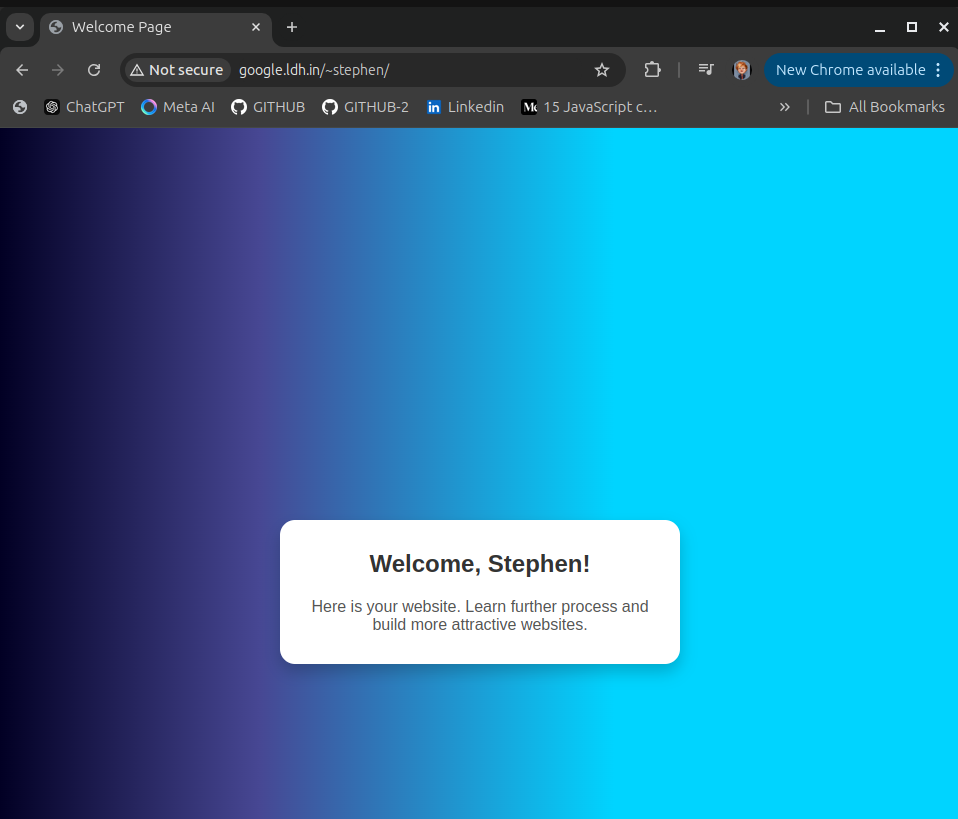 Welcome Page
Not secure google.ldh.in/~stephen/ New Chrome available
ChatGPT Meta AI GITHUB GITHUB-2 Linkedin 15 JavaScript c... All Bookmarks
Welcome, Stephen!
Here is your website. Learn further process and
build more attractive websites.